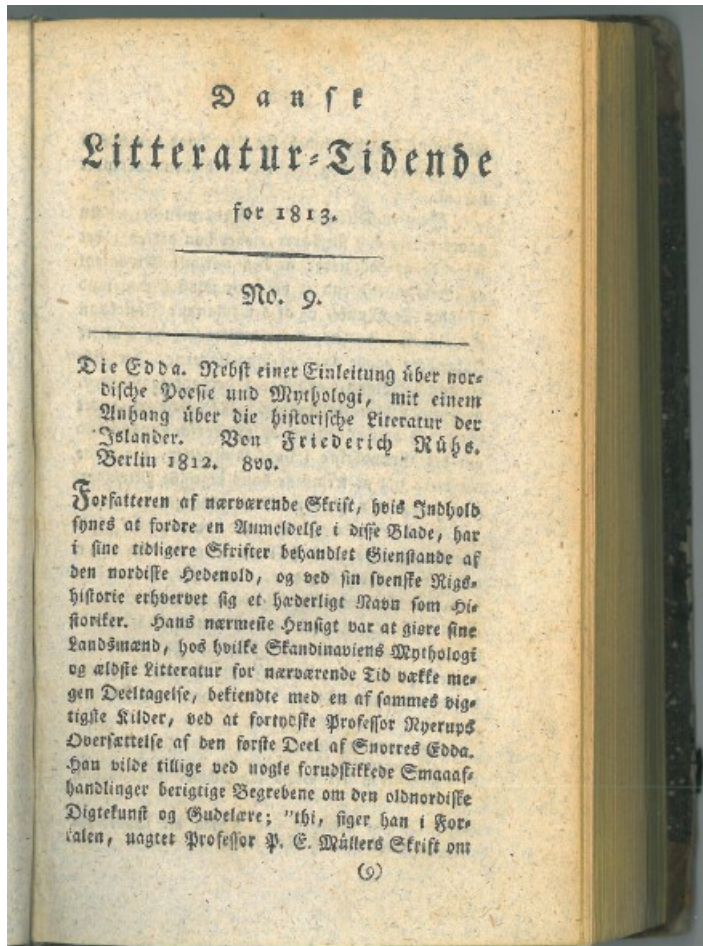 Dansk
Litteratur-Tidende
for 1813.
No. 9.
Die Edda. Nebst einer Einleitung über nor-
dische Poesie und Mythologi, mit einem
Anhang über die historische Literatur der
Islander. Von Friederich Rühs.
Berlin 1812. 8vo.
Forfatteren af nærværende Skrift, hvis Indhold
synes at fordre en Anmeldelse i disse Blade, har
i sine tidligere Skrifter behandlet Gienstande af
den nordiske Hedenold, og ved sin svenske Rigs-
historie erhvervet sig et hæderligt Navn som Hi-
storiker. Hans nærmeste Hensigt var at giøre sine
Landsmænd, hos hvilke Skandinaviens Mythologi
og ældste Litteratur for nærværende Tid vække me-
gen Deeltagelse, bekiendte med en af sammes vig-
tigste Kilder, ved at fortydske Professor Nyerups
Oversættelse af den første Deel af Snorres Edda.
Han vilde tillige ved nogle forudskikkede Smaaaf-
handlinger berigtige Begrebene om den oldnordiske
Digtekunst og Gudelære; "thi, siger han i For-
talen, uagtet Professor P. E. Müllers Skrift om
(9)